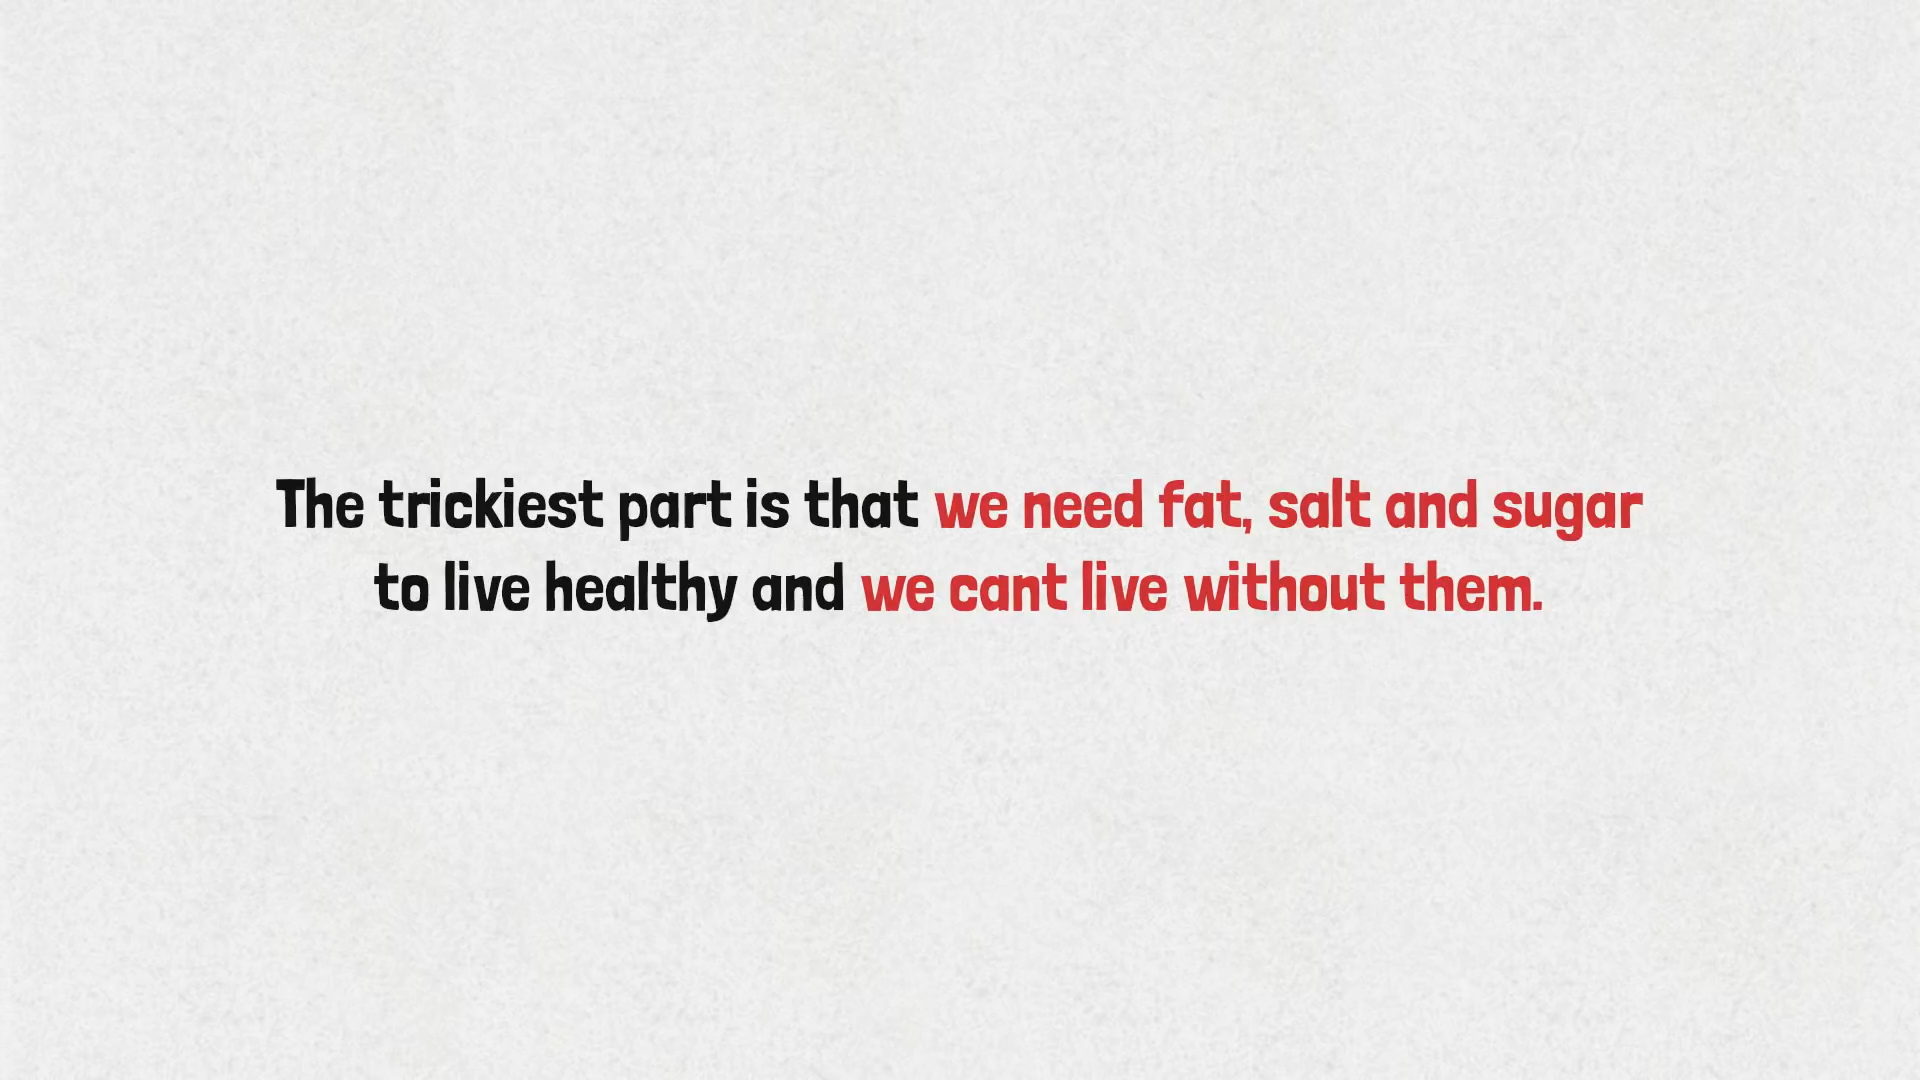 The trickiest part is that we need fat, salt and sugar
to live healthy and we cant live without them.